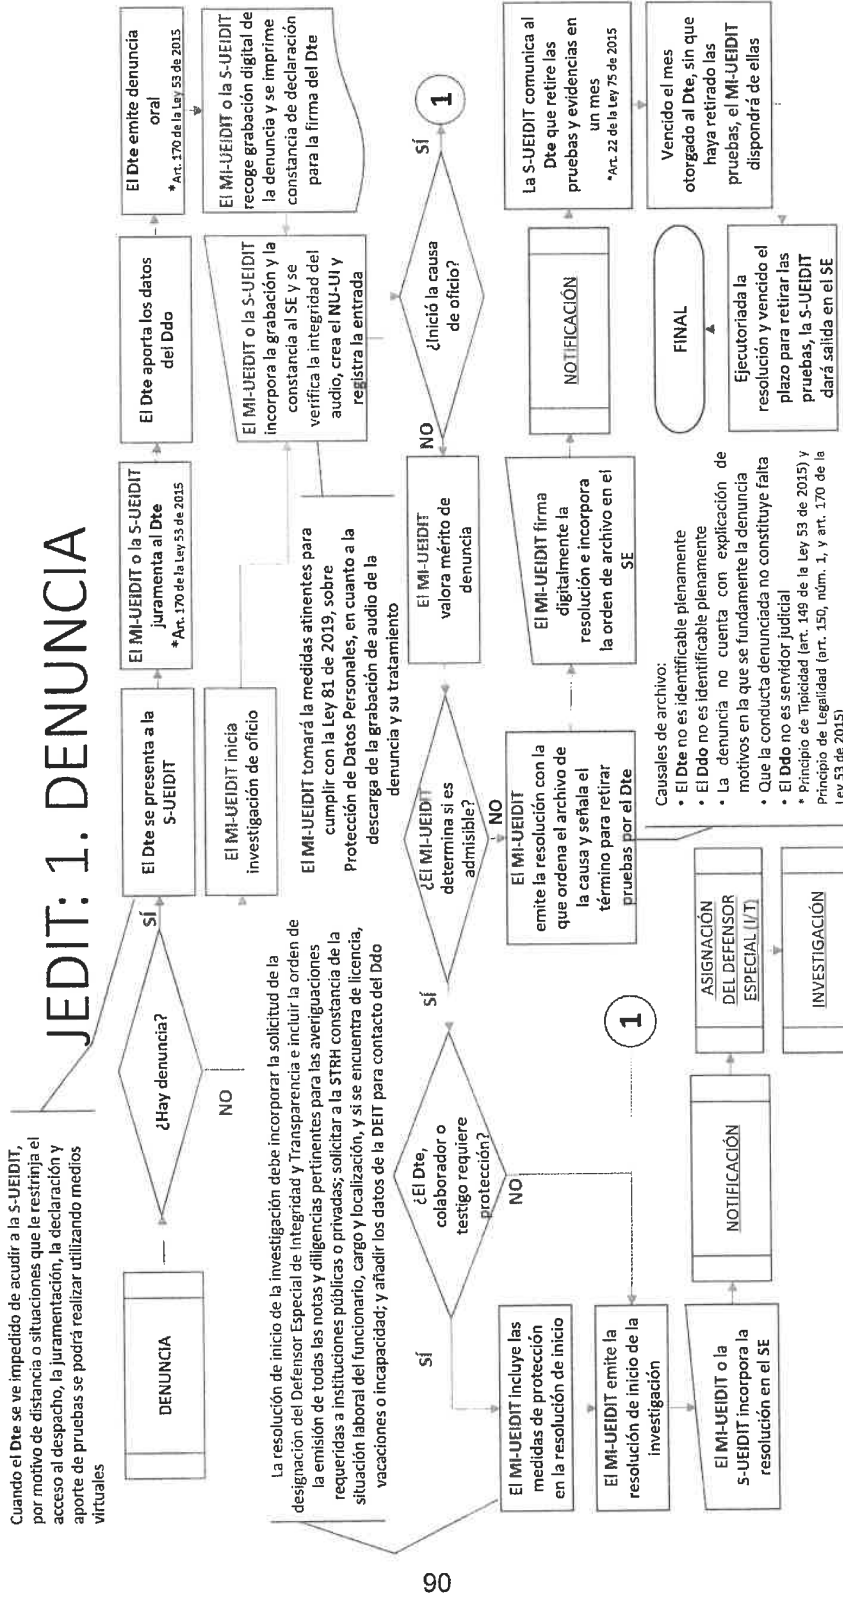 JEDIT: 1. DENUNCIA
Cuando el Dte se ve impedido de acudir a la S-UEIDIT,
por motivo de distancia o situaciones que le restrinja el
acceso al despacho, la juramentación, la declaración y
aporte de pruebas se podrá realizar utilizando medios
virtuales
DENUNCIA
¿Hay denuncia?
SÍ
NO
El Dte se presenta a la
S-UEIDIT
El MI-UEIDIT o la S-UEIDIT
juramenta al Dte
*Art. 170 de la Ley 53 de 2015
El Dte aporta los datos
del Ddo
El Dte emite denuncia
oral
*Art. 170 de la Ley 53 de 2015
El MI-UEIDIT inicia
investigación de oficio
El MI-UEIDIT o la S-UEIDIT
recoge grabación digital de
la denuncia y se imprime
constancia de declaración
para la firma del Dte
El MI-UEIDIT o la S-UEIDIT
incorpora la grabación y la
constancia al SE y se
verifica la integridad del
audio, crea el NU-UI y
registra la entrada
El MI-UEIDIT tomará la medidas atinentes para
cumplir con la Ley 81 de 2019, sobre
Protección de Datos Personales, en cuanto a la
descarga de la grabación de audio de la
denuncia y su tratamiento
La resolución de inicio de la investigación debe incorporar la solicitud de la
designación del Defensor Especial de Integridad y Transparencia e incluir la orden de
la emisión de todas las notas y diligencias pertinentes para las averiguaciones
requeridas a instituciones públicas o privadas; solicitar a la STRH constancia de la
situación laboral del funcionario, cargo y localización, y si se encuentra de licencia,
vacaciones o incapacidad; y añadir los datos de la DEIT para contacto del Ddo
¿Inició la causa
de oficio?
SÍ
1
NO
El MI-UEIDIT
valora mérito de
denuncia
¿El MI-UEIDIT
determina si es
admisible?
SÍ
NO
¿El Dte,
colaborador o
testigo requiere
protección?
SÍ
NO
El MI-UEIDIT
emite la resolución con la
que ordena el archivo de
la causa y señala el
término para retirar
pruebas por el Dte
El MI-UEIDIT firma
digitalmente la
resolución e incorpora
la orden de archivo en el
SE
NOTIFICACIÓN
La S-UEIDIT comunica al
Dte que retire las
pruebas y evidencias en
un mes
*Art. 22 de la Ley 75 de 2015
Vencido el mes
otorgado al Dte, sin que
haya retirado las
pruebas, el MI-UEIDIT
dispondrá de ellas
Ejecutoriada la
resolución y vencido el
plazo para retirar las
pruebas, la S-UEIDIT
dará salida en el SE
FINAL
Causales de archivo:
• El Dte no es identificable plenamente
• El Ddo no es identificable plenamente
• La denuncia no cuenta con explicación de
motivos en la que se fundamente la denuncia
• Que la conducta denunciada no constituye falta
• El Ddo no es servidor judicial
* Principio de Tipicidad (art. 149 de la Ley 53 de 2015) y
Principio de Legalidad (art. 150, núm. 1, y art. 170 de la
Ley 53 de 2015)
El MI-UEIDIT incluye las
medidas de protección
en la resolución de inicio
1
El MI-UEIDIT emite la
resolución de inicio de la
investigación
El MI-UEIDIT o la
S-UEIDIT incorpora la
resolución en el SE
NOTIFICACIÓN
ASIGNACIÓN
DEL DEFENSOR
ESPECIAL (I/T)
INVESTIGACIÓN
90